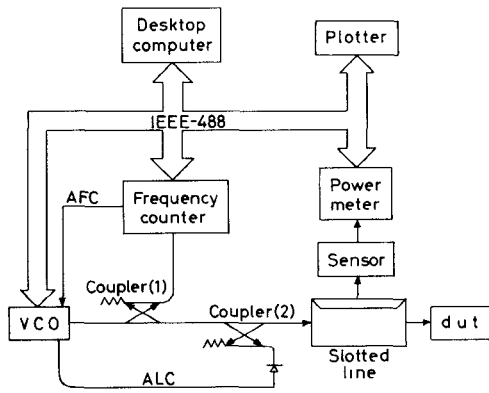 Desktop
computer
Plotter
IEEE-488
AFC
Frequency
counter
Power
meter
Sensor
Coupler(1)
Coupler(2)
VCO
dut
Slotted
line
ALC